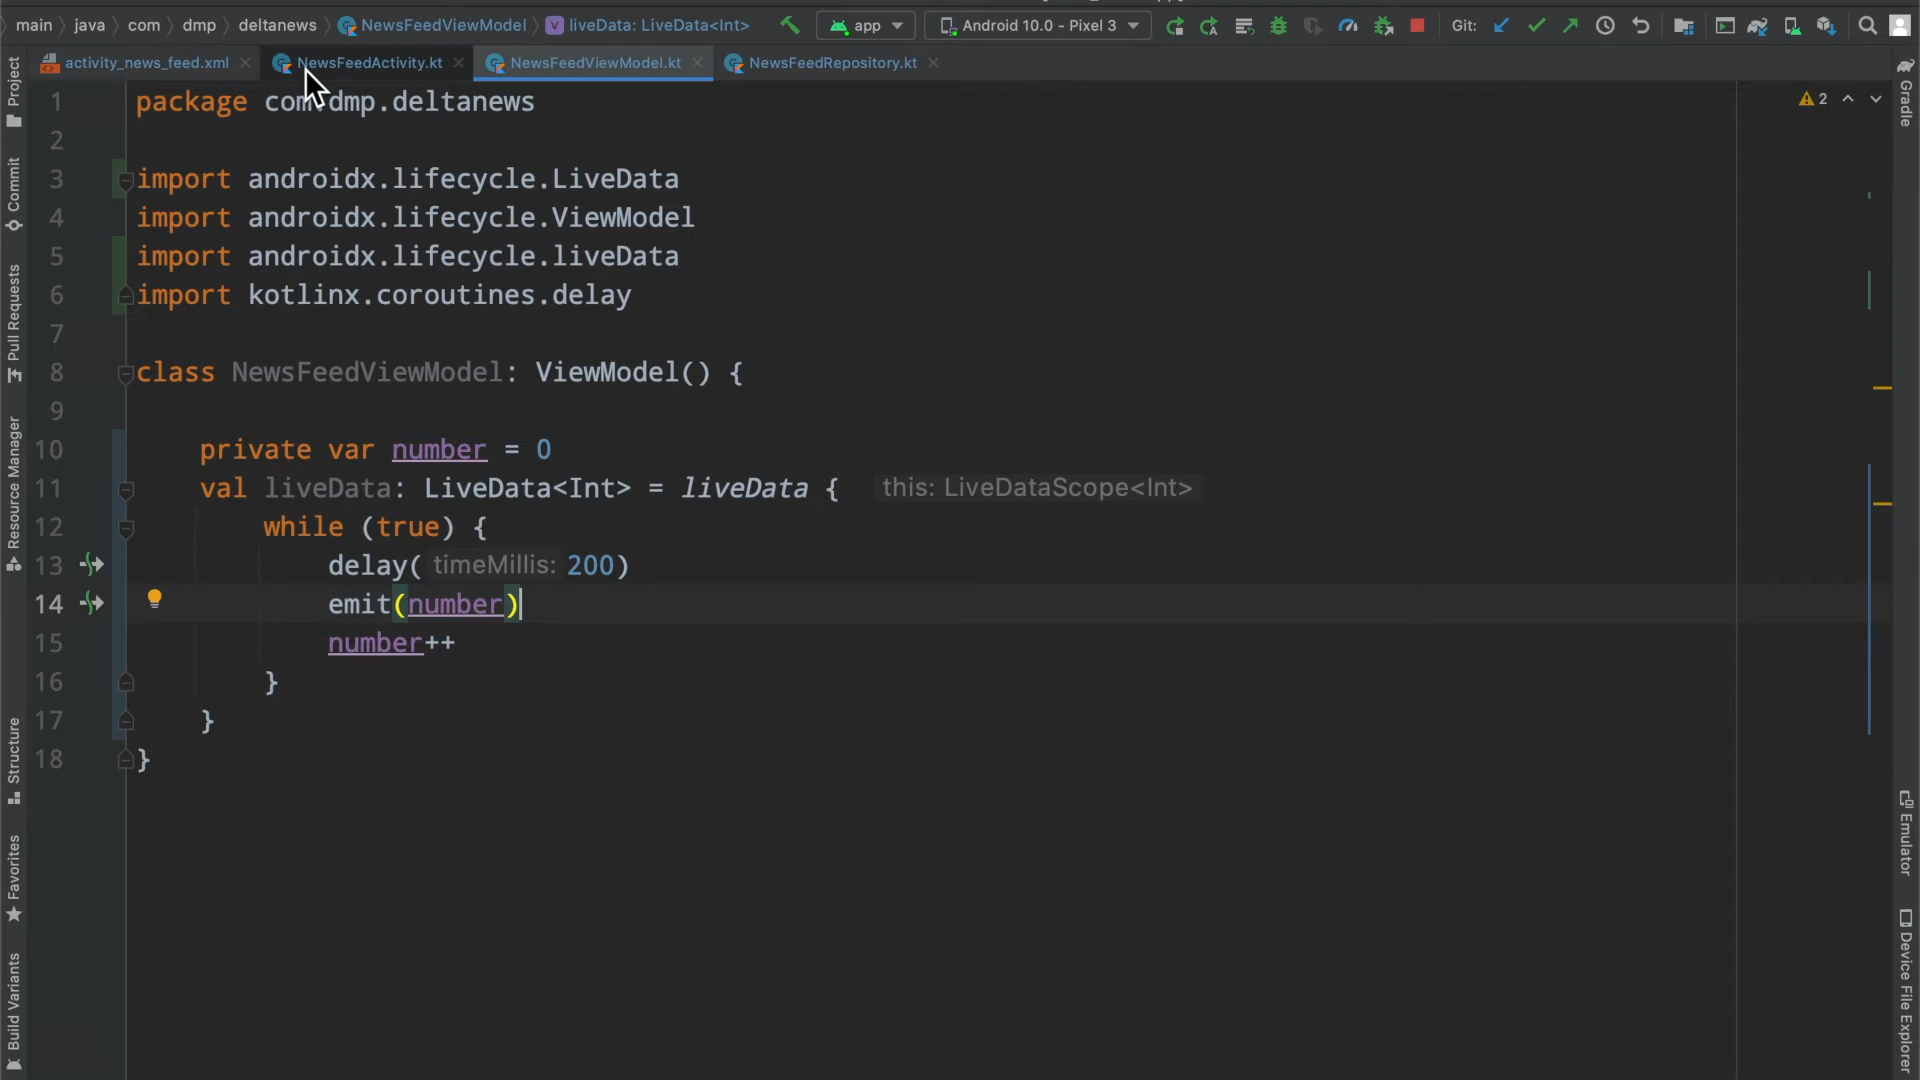 main java com dmp deltanews NewsFeedViewModel liveData: LiveData<Int> app Android 10.0 - Pixel 3 Git:
activity_news_feed.xml NewsFeedActivity.kt NewsFeedViewModel.kt NewsFeedRepository.kt
2
1 package com.dmp.deltanews
2
3 import androidx.lifecycle.LiveData
4 import androidx.lifecycle.ViewModel
5 import androidx.lifecycle.liveData
6 import kotlinx.coroutines.delay
7
8 class NewsFeedViewModel: ViewModel() {
9
10 private var number = 0
11 val liveData: LiveData<Int> = liveData { this: LiveDataScope<Int>
12 while (true) {
13 delay( timeMillis: 200)
14 emit(number)
15 number++
16 }
17 }
18 }
Project
Commit
Pull Requests
Resource Manager
Structure
Favorites
Build Variants
Gradle
Emulator
Device File Explorer